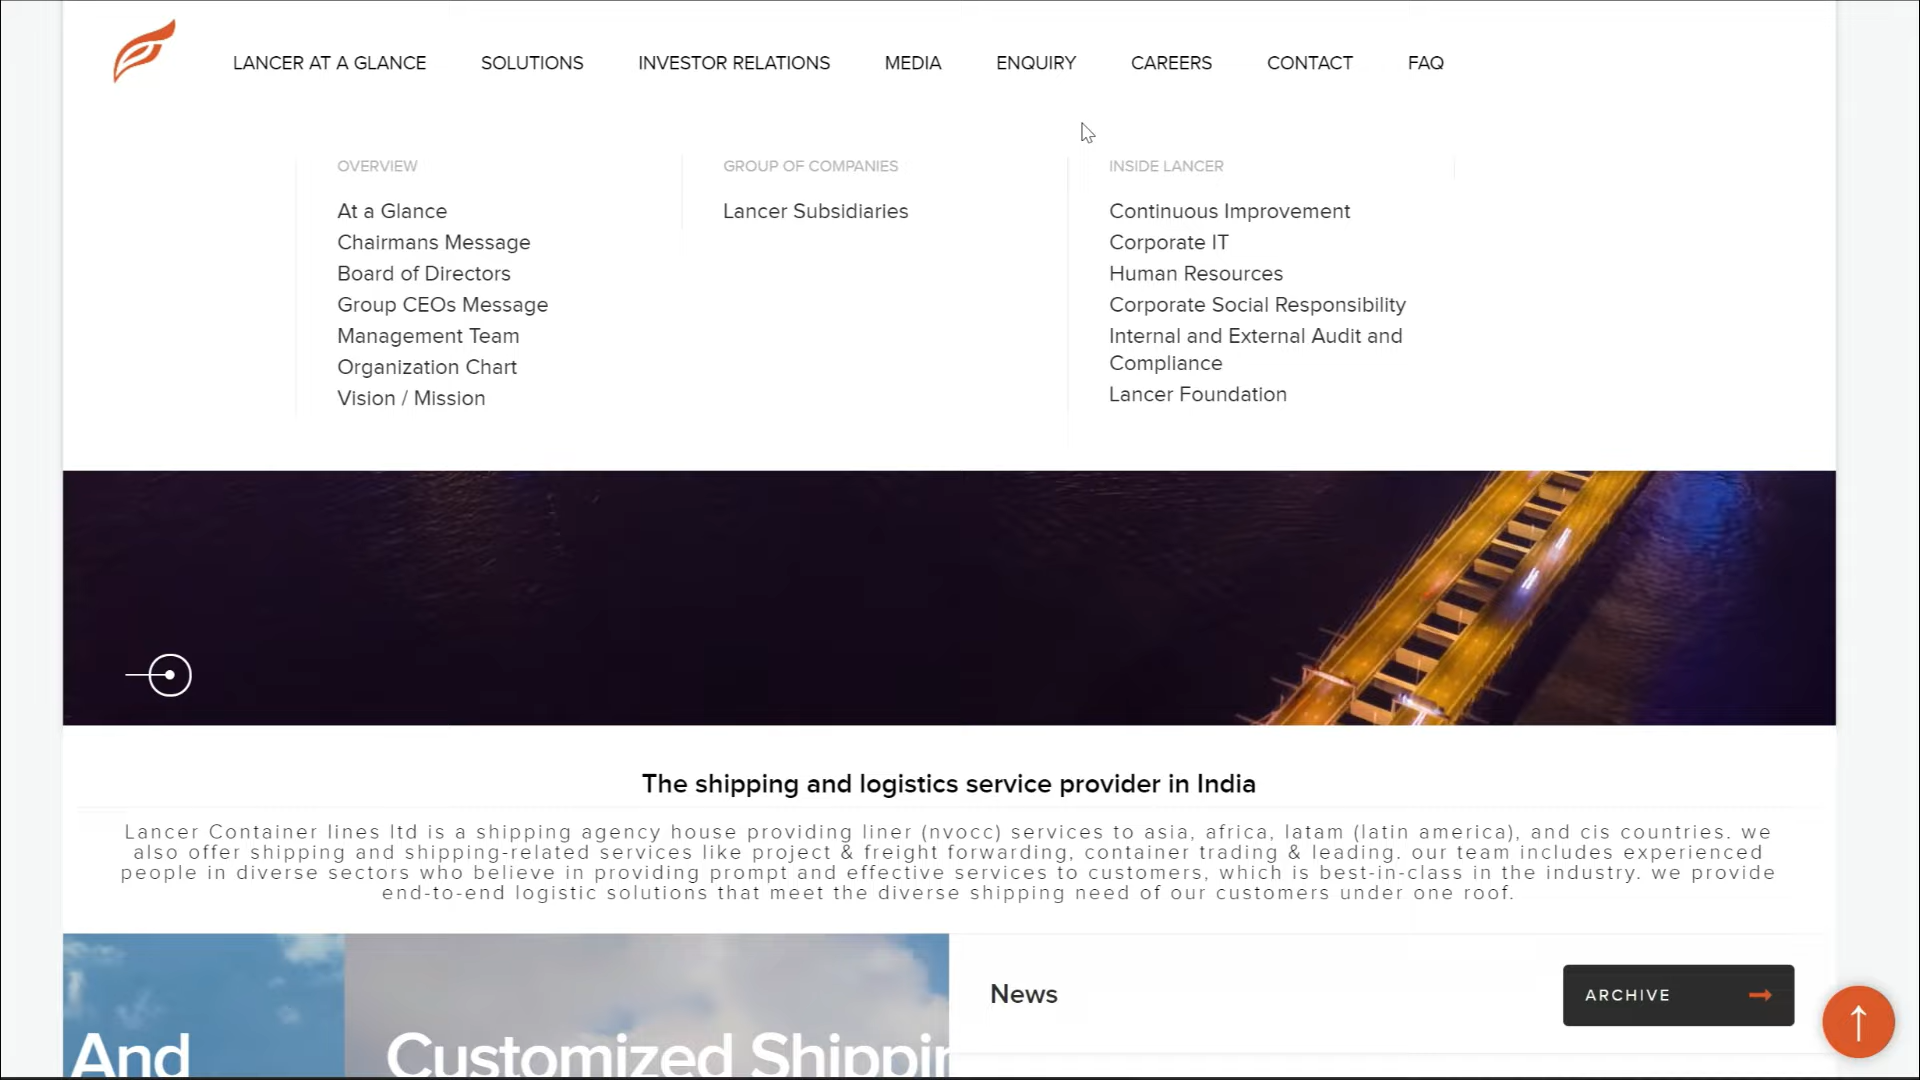 LANCER AT A GLANCE SOLUTIONS INVESTOR RELATIONS MEDIA ENQUIRY CAREERS CONTACT FAQ
OVERVIEW
At a Glance
Chairmans Message
Board of Directors
Group CEOs Message
Management Team
Organization Chart
Vision / Mission
GROUP OF COMPANIES
Lancer Subsidiaries
INSIDE LANCER
Continuous Improvement
Corporate IT
Human Resources
Corporate Social Responsibility
Internal and External Audit and
Compliance
Lancer Foundation
The shipping and logistics service provider in India
Lancer Container lines ltd is a shipping agency house providing liner (nvocc) services to asia, africa, latam (latin america), and cis countries. we
also offer shipping and shipping-related services like project & freight forwarding, container trading & leading. our team includes experienced
people in diverse sectors who believe in providing prompt and effective services to customers, which is best-in-class in the industry. we provide
end-to-end logistic solutions that meet the diverse shipping need of our customers under one roof.
And
Customized Shippin
News
ARCHIVE